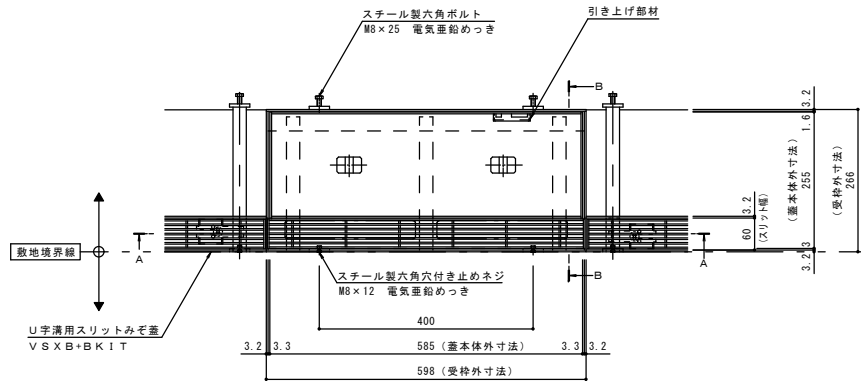 スチール製六角ボルト
M8×25 電気亜鉛めっき
引き上げ部材
B
3.2
1.6
(蓋本体外寸法)
255
(受枠外寸法)
266
3.2
60
(スリット幅)
3
3.2
敷地境界線
A
A
B
スチール製六角穴付き止めネジ
M8×12 電気亜鉛めっき
U字溝用スリットみぞ蓋
VSXB+BKIT
400
3.2
3.3
585(蓋本体外寸法)
3.3
3.2
598(受枠外寸法)